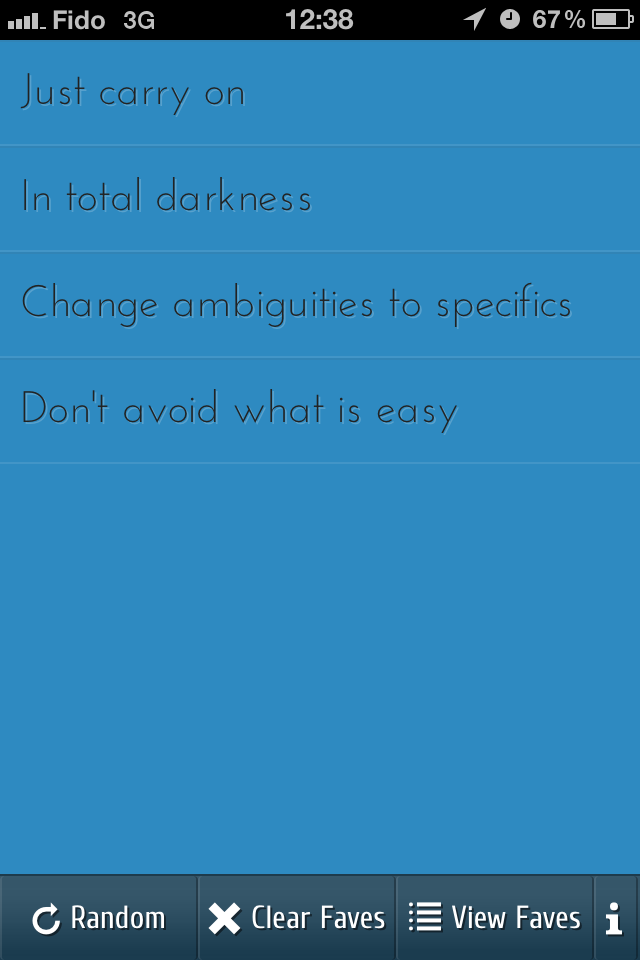 Fido 3G 12:38 67%
Just carry on
In total darkness
Change ambiguities to specifics
Don't avoid what is easy
Random Clear Faves View Faves i